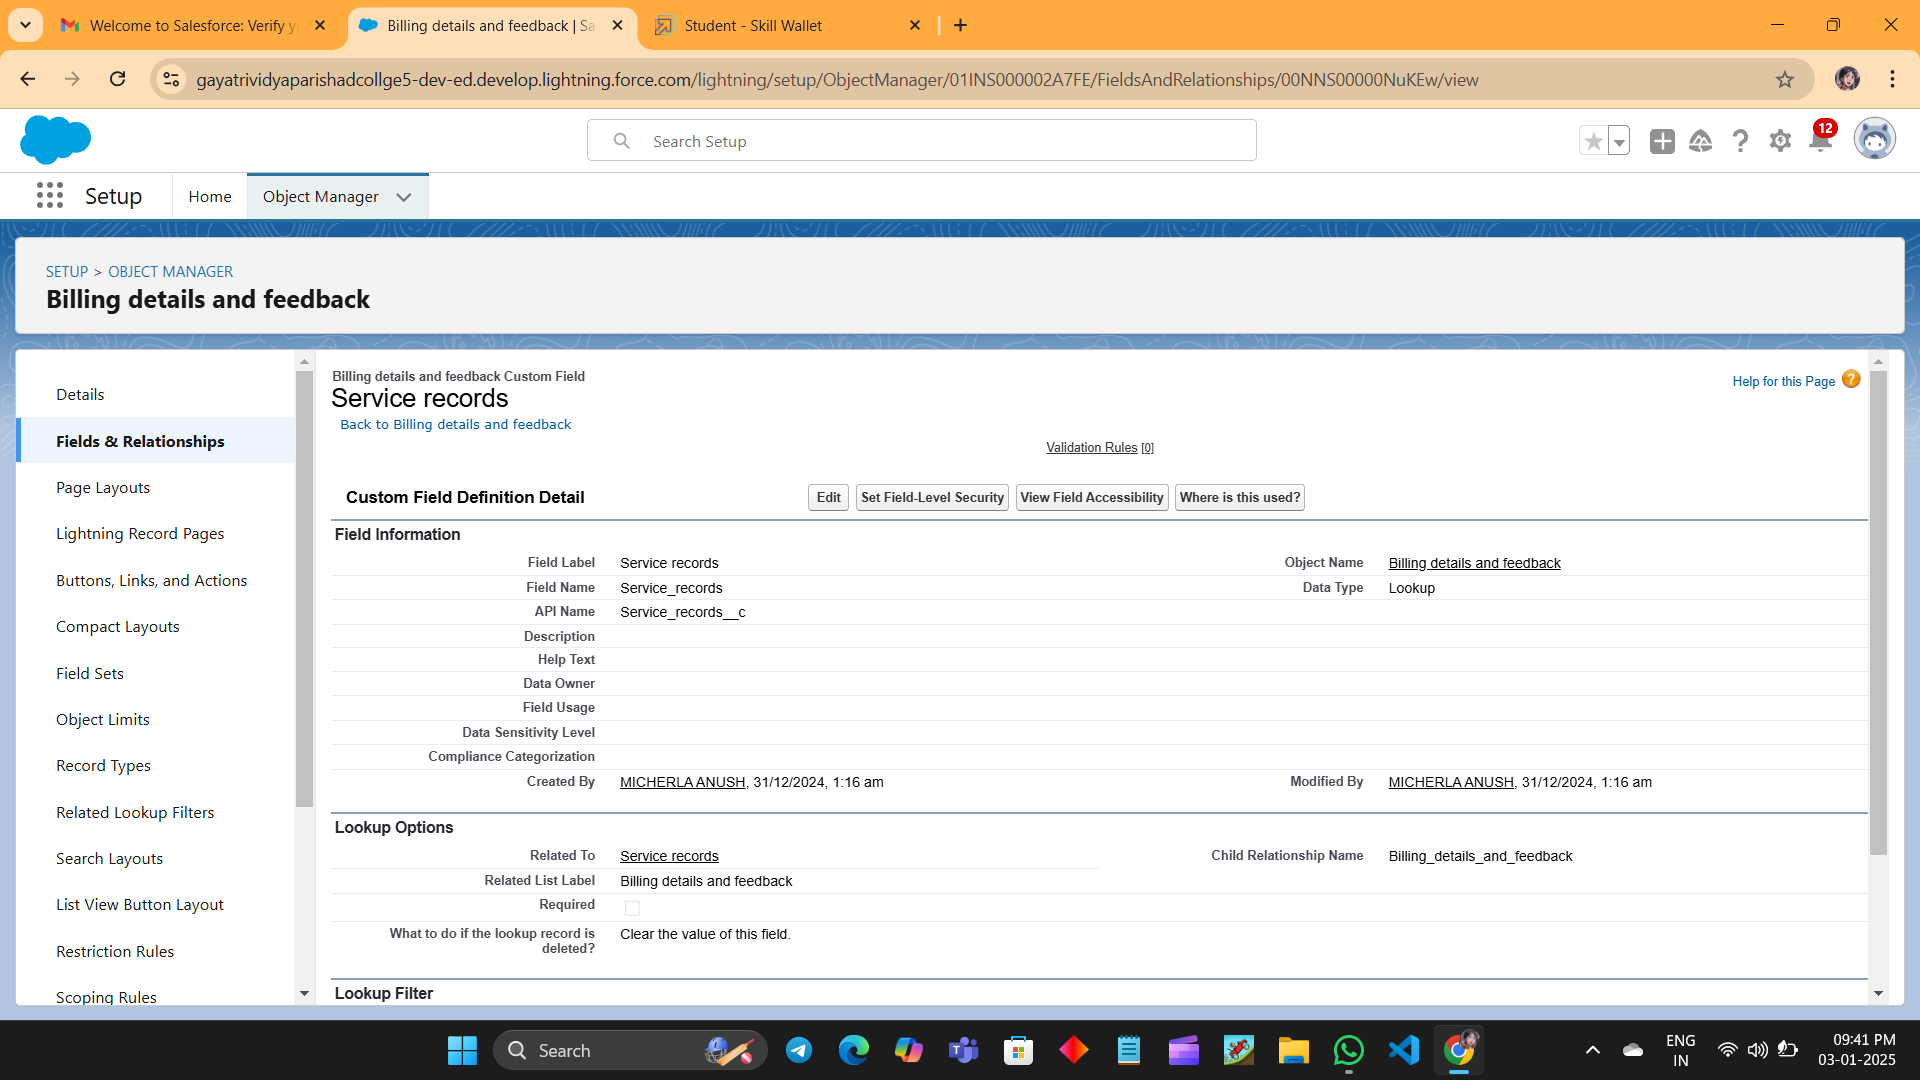 Welcome to Salesforce: Verify y
Billing details and feedback | Sa
Student - Skill Wallet
gayatrividyaparishadcollge5-dev-ed.develop.lightning.force.com/lightning/setup/ObjectManager/01INS000002A7FE/FieldsAndRelationships/00NNS00000NuKEw/view
Search Setup
12
Setup
Home
Object Manager
SETUP > OBJECT MANAGER
Billing details and feedback
Details
Fields & Relationships
Page Layouts
Lightning Record Pages
Buttons, Links, and Actions
Compact Layouts
Field Sets
Object Limits
Record Types
Related Lookup Filters
Search Layouts
List View Button Layout
Restriction Rules
Scoping Rules
Billing details and feedback Custom Field
Service records
Back to Billing details and feedback
Help for this Page
Validation Rules [0]
Custom Field Definition Detail
Edit
Set Field-Level Security
View Field Accessibility
Where is this used?
Field Information
Field Label Service records Object Name Billing details and feedback
Field Name Service_records Data Type Lookup
API Name Service_records__c
Description
Help Text
Data Owner
Field Usage
Data Sensitivity Level
Compliance Categorization
Created By MICHERLA ANUSH, 31/12/2024, 1:16 am Modified By MICHERLA ANUSH, 31/12/2024, 1:16 am
Lookup Options
Related To Service records Child Relationship Name Billing_details_and_feedback
Related List Label Billing details and feedback
Required
What to do if the lookup record is deleted? Clear the value of this field.
Lookup Filter
Search
ENG
IN
09:41 PM
03-01-2025